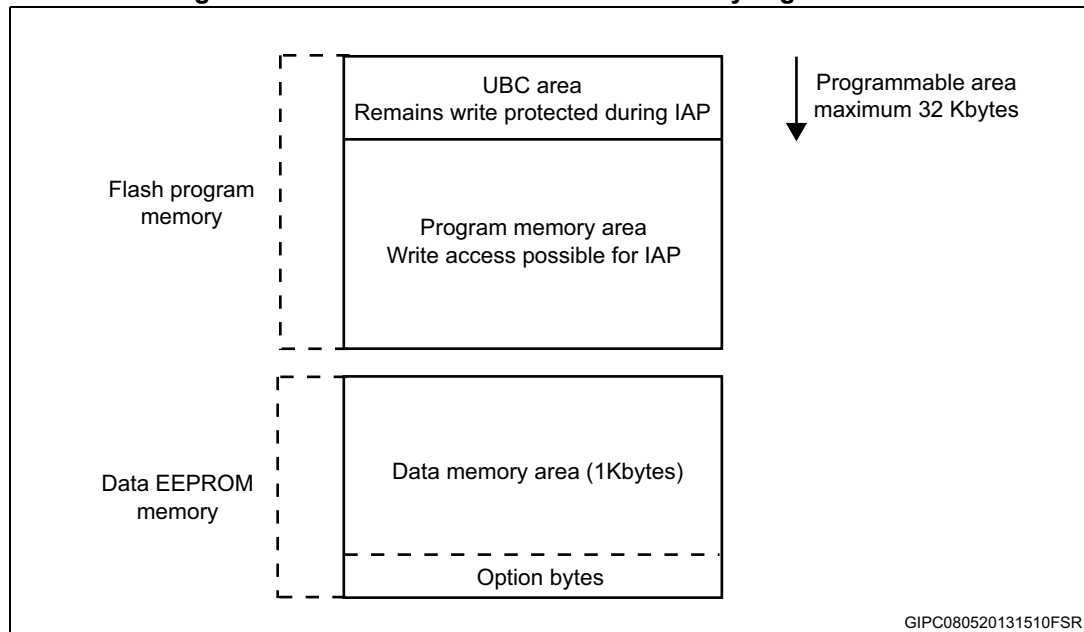 UBC area
Remains write protected during IAP
Programmable area
maximum 32 Kbytes
Flash program
memory
Program memory area
Write access possible for IAP
Data memory area (1Kbytes)
Data EEPROM
memory
Option bytes
GIPC080520131510FSR